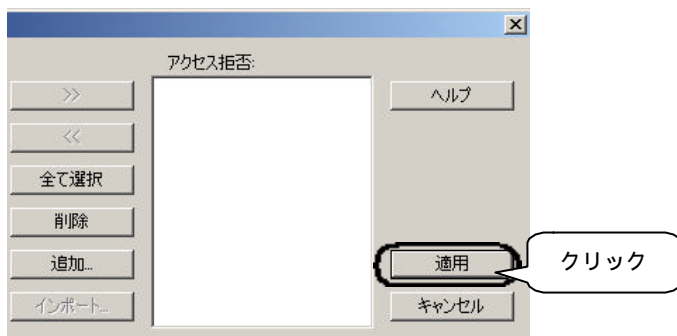 アクセス拒否:
>>
<<
全て選択
削除
追加...
インポート...
ヘルプ
適用
キャンセル
クリック